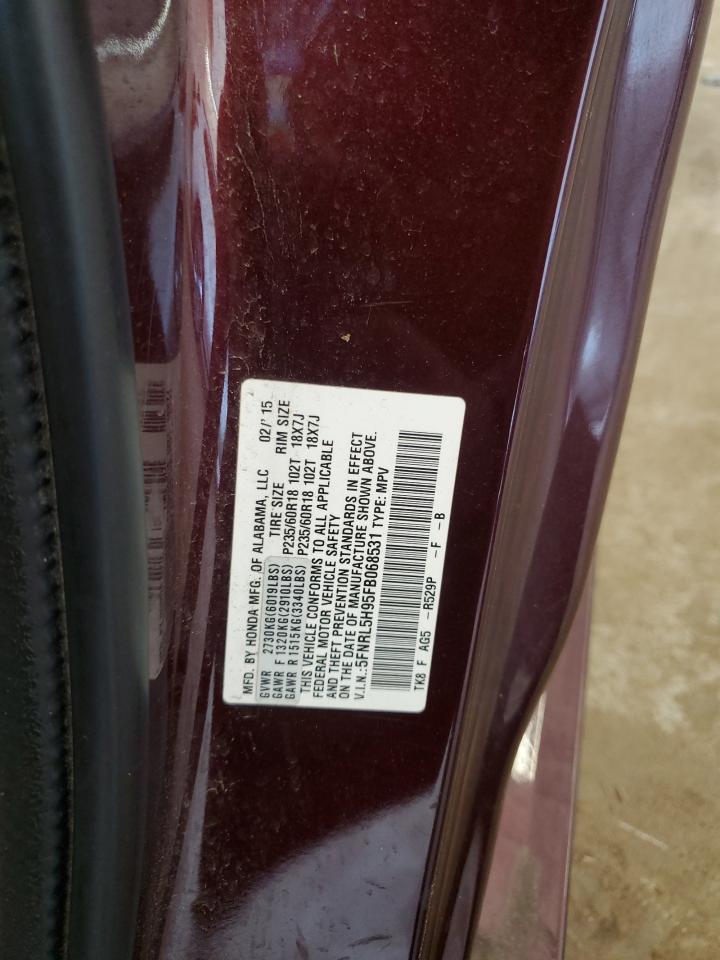 MFD. BY HONDA MFG. OF ALABAMA, LLC 02/'15
GVWR 2730KG(6019LBS) TIRE SIZE RIM SIZE
GAWR F 1320KG(2910LBS) P235/60R18 102T 18X7J
GAWR R 1515KG(3340LBS) P235/60R18 102T 18X7J
THIS VEHICLE CONFORMS TO ALL APPLICABLE
FEDERAL MOTOR VEHICLE SAFETY
AND THEFT PREVENTION STANDARDS IN EFFECT
ON THE DATE OF MANUFACTURE SHOWN ABOVE.
V.I.N.:5FNRL5H95FB068531 TYPE: MPV
TK8 F AG5 -R529P -F -B